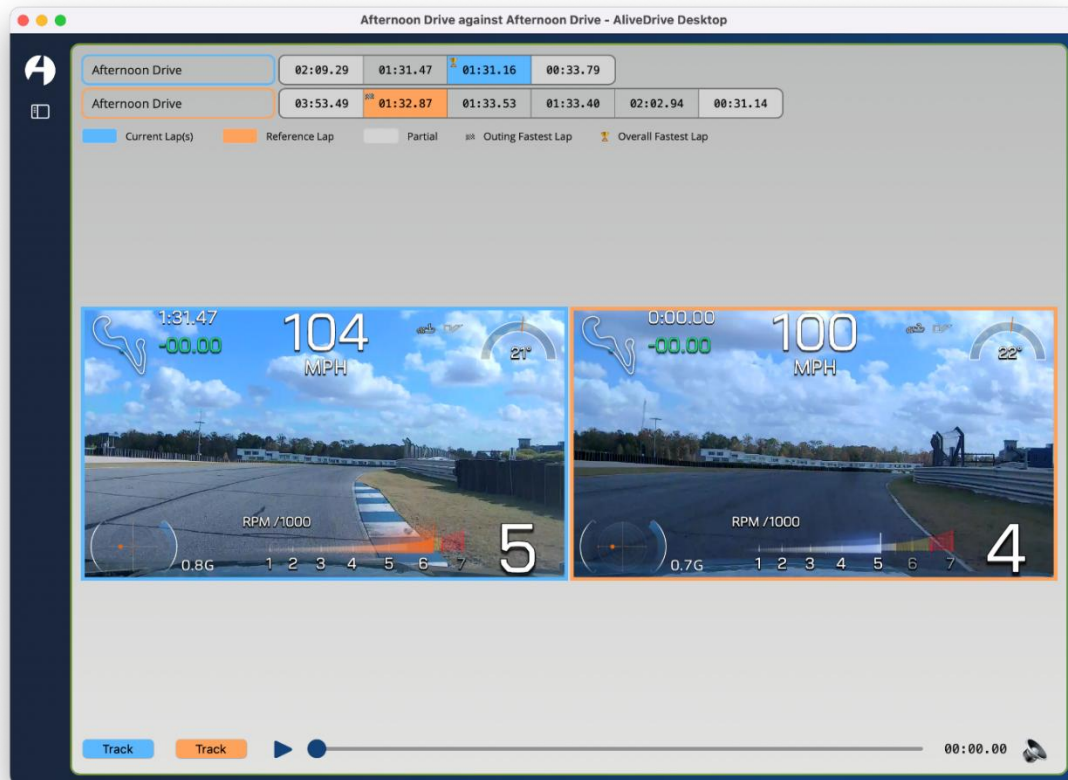 Afternoon Drive against Afternoon Drive - AliveDrive Desktop
Afternoon Drive 02:09.29 01:31.47 01:31.16 00:33.79
Afternoon Drive 03:53.49 01:32.87 01:33.53 01:33.40 02:02.94 00:31.14
Current Lap(s) Reference Lap Partial Outing Fastest Lap Overall Fastest Lap
1:31.47
-00.00
104
MPH
21°
RPM /1000
0.8G
1 2 3 4 5 6 7
5
0:00.00
-00.00
100
MPH
22°
RPM /1000
0.7G
1 2 3 4 5 6 7
4
Track Track 00:00.00